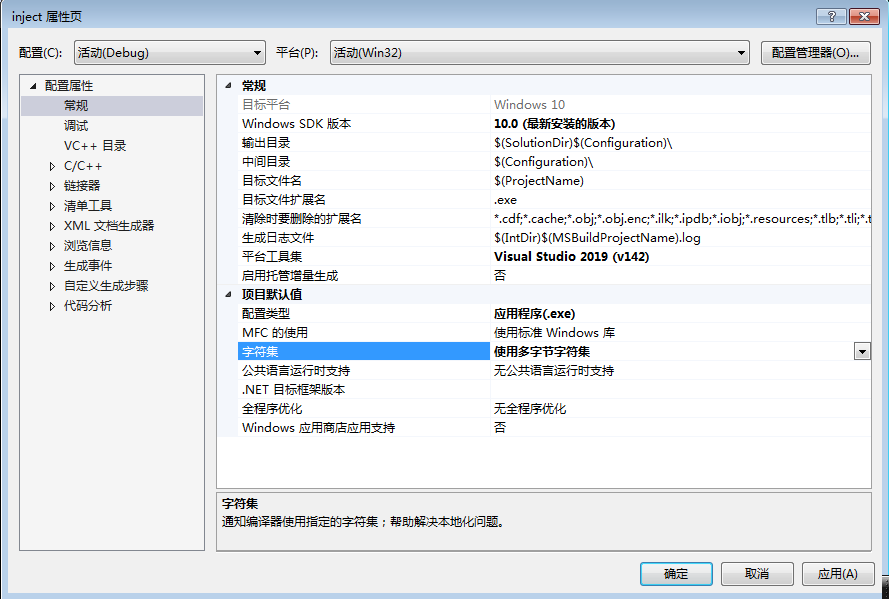 inject 属性页
配置(C): 活动(Debug) 平台(P): 活动(Win32) 配置管理器(O)...
配置属性
常规
调试
VC++ 目录
C/C++
链接器
清单工具
XML 文档生成器
浏览信息
生成事件
自定义生成步骤
代码分析
常规
目标平台 Windows 10
Windows SDK 版本 10.0 (最新安装的版本)
输出目录 $(SolutionDir)$(Configuration)\
中间目录 $(Configuration)\
目标文件名 $(ProjectName)
目标文件扩展名 .exe
清除时要删除的扩展名 *.cdf;*.cache;*.obj;*.obj.enc;*.ilk;*.ipdb;*.iobj;*.resources;*.tlb;*.tli;*.t
生成日志文件 $(IntDir)$(MSBuildProjectName).log
平台工具集 Visual Studio 2019 (v142)
启用托管增量生成 否
项目默认值
配置类型 应用程序(.exe)
MFC 的使用 使用标准 Windows 库
字符集 使用多字节字符集
公共语言运行时支持 无公共语言运行时支持
.NET 目标框架版本
全程序优化 无全程序优化
Windows 应用商店应用支持 否
字符集
通知编译器使用指定的字符集；帮助解决本地化问题。
确定 取消 应用(A)